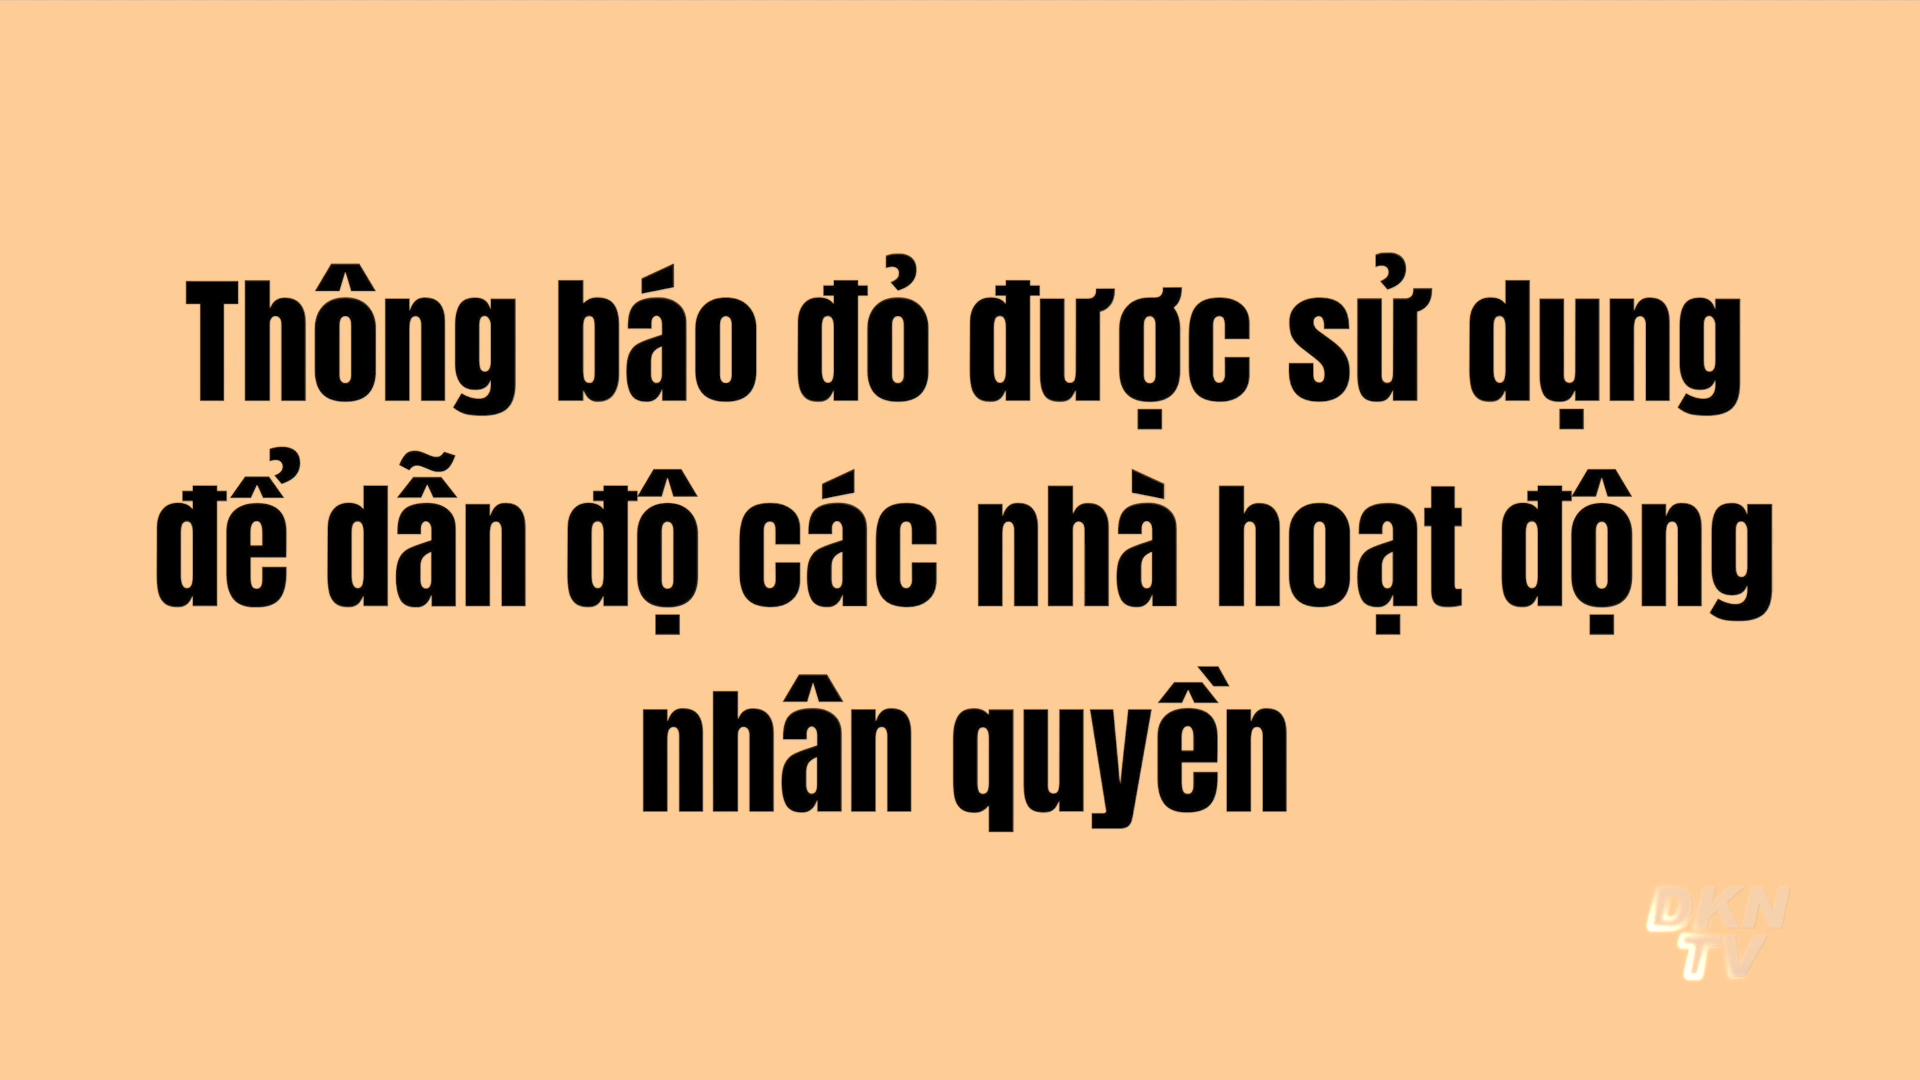 Thông báo đỏ được sử dụng
để dẫn độ các nhà hoạt động
nhân quyền
DKN
TV